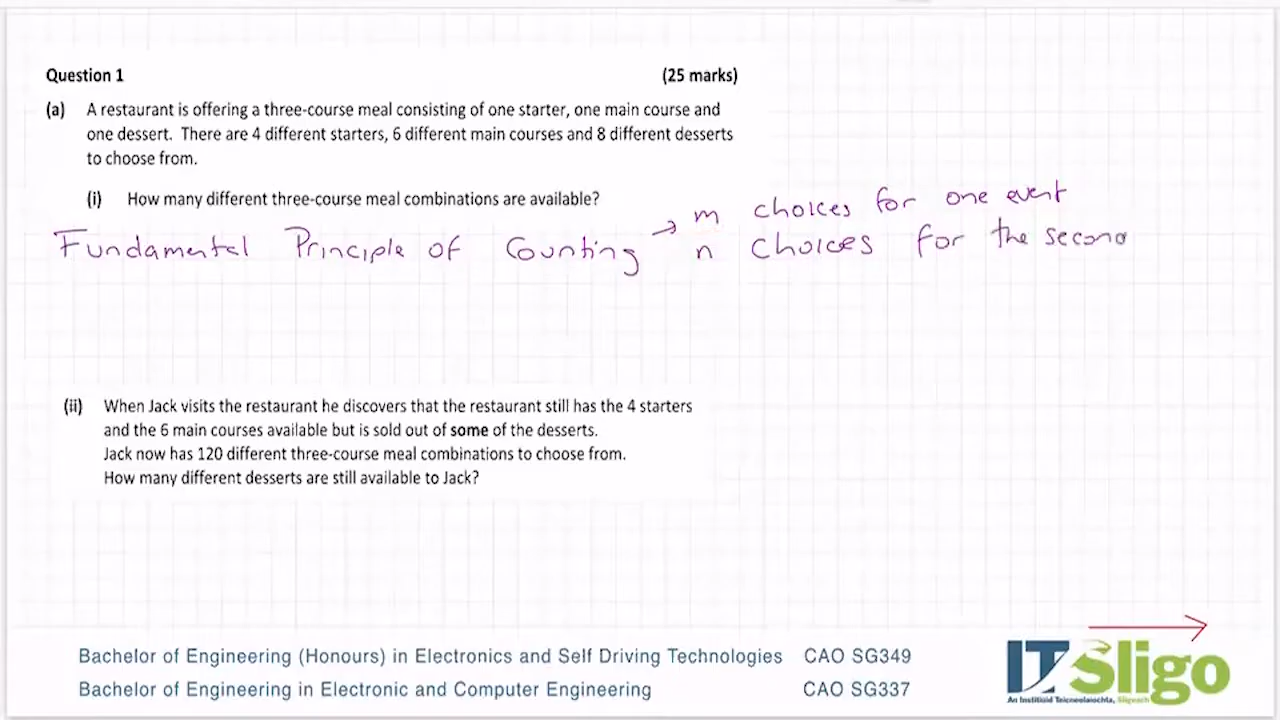 Question 1 (25 marks)
(a) A restaurant is offering a three-course meal consisting of one starter, one main course and
one dessert. There are 4 different starters, 6 different main courses and 8 different desserts
to choose from.
(i) How many different three-course meal combinations are available?
Fundamental Principle of Counting → m choices for one event
n choices for the second
(ii) When Jack visits the restaurant he discovers that the restaurant still has the 4 starters
and the 6 main courses available but is sold out of some of the desserts.
Jack now has 120 different three-course meal combinations to choose from.
How many different desserts are still available to Jack?
Bachelor of Engineering (Honours) in Electronics and Self Driving Technologies CAO SG349
Bachelor of Engineering in Electronic and Computer Engineering CAO SG337
IT Sligo
An Institiúid Teicneolaíochta, Sligeach